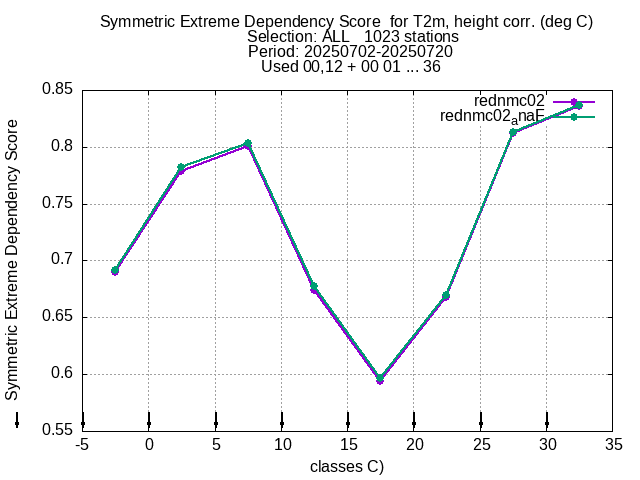 Symmetric Extreme Dependency Score  for T2m, height corr. (deg C)
Selection: ALL   1023 stations
Period: 20250702-20250720
Used 00,12 + 00 01 ... 36
rednmc02
rednmc02anaF
Symmetric Extreme Dependency Score
0.85
0.8
0.75
0.7
0.65
0.6
0.55
-5 0 5 10 15 20 25 30 35
classes C)